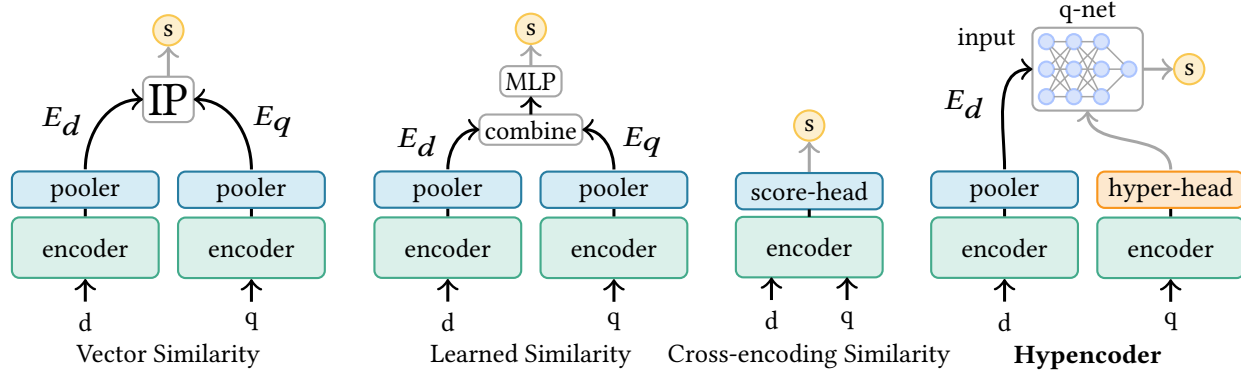 s
IP
E_d
E_q
pooler
pooler
encoder
encoder
d
q
Vector Similarity
s
MLP
combine
E_d
E_q
pooler
pooler
encoder
encoder
d
q
Learned Similarity
s
score-head
encoder
d
q
Cross-encoding Similarity
q-net
input
s
E_d
pooler
hyper-head
encoder
encoder
d
q
Hypencoder